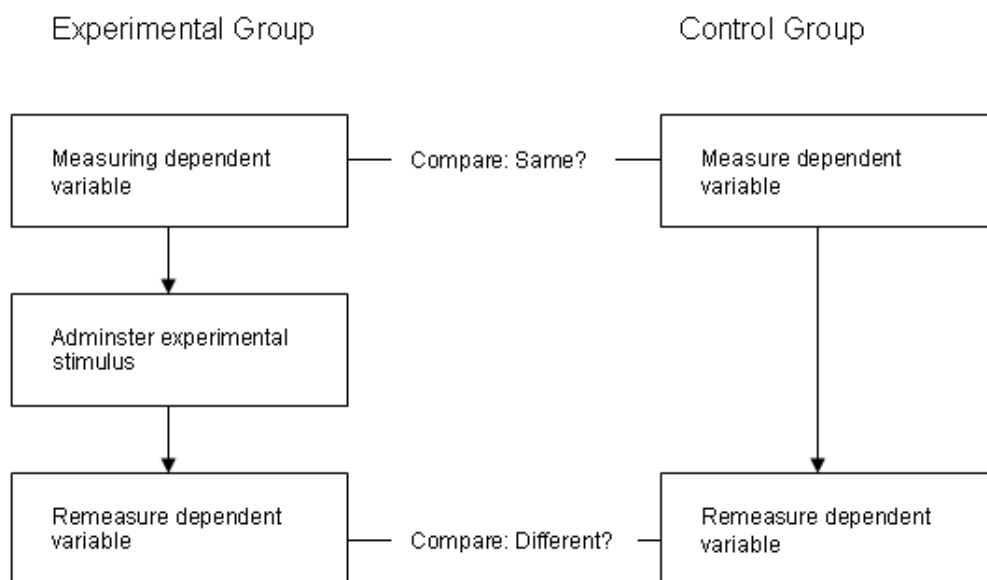 Experimental Group
Control Group
Measuring dependent
variable
Compare: Same?
Measure dependent
variable
Adminster experimental
stimulus
Remeasure dependent
variable
Compare: Different?
Remeasure dependent
variable